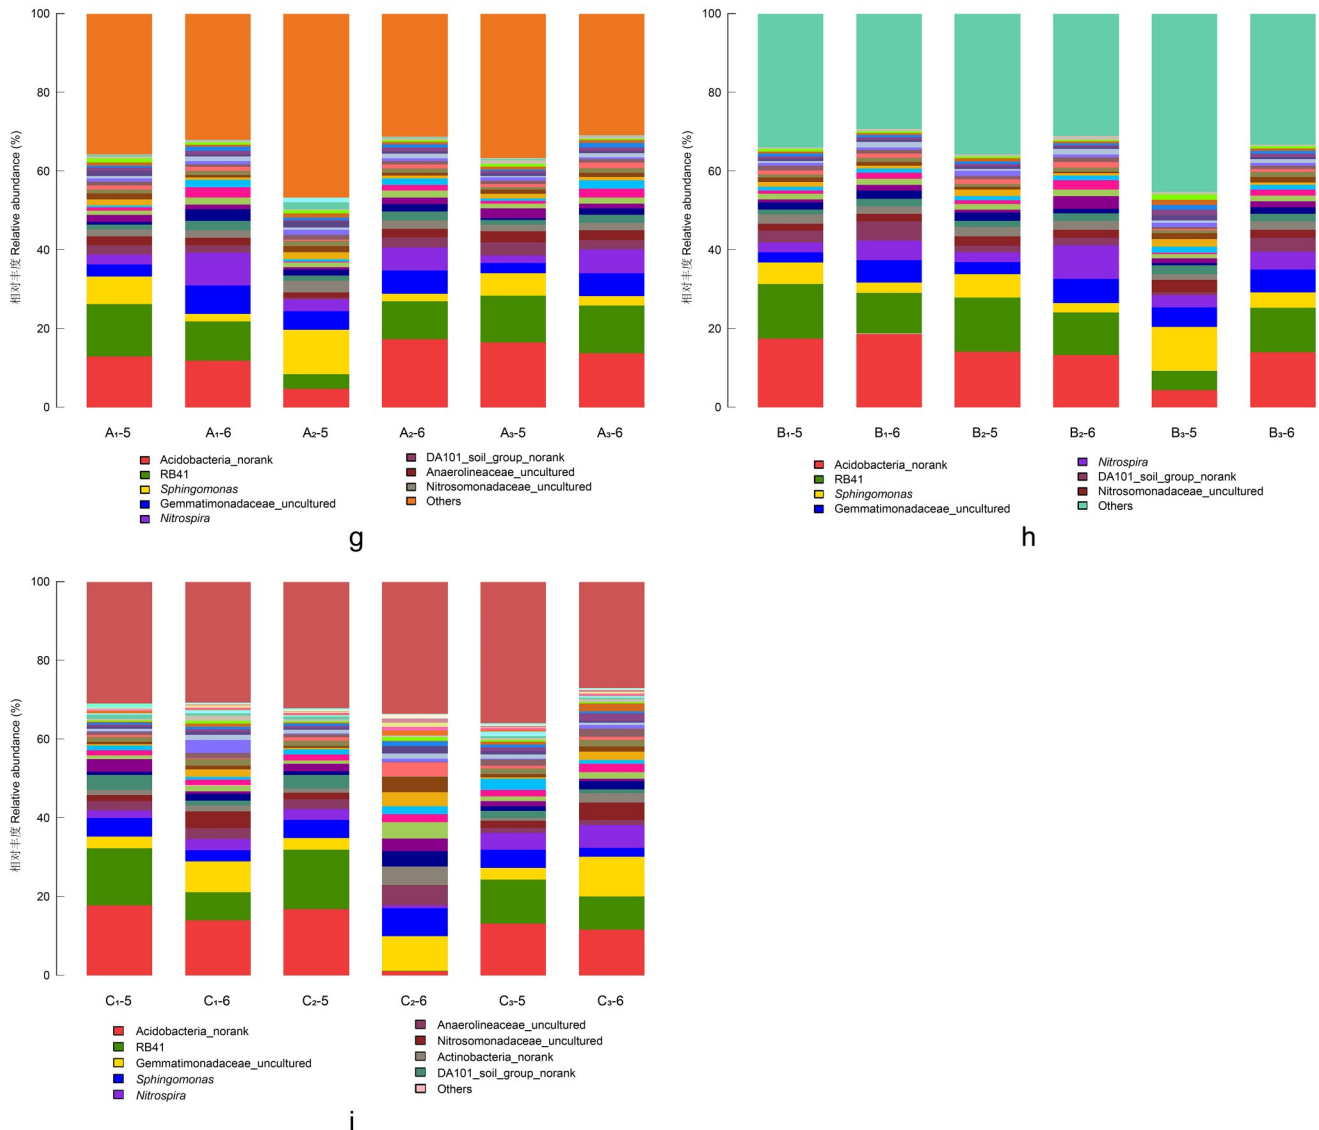 100
80
60
40
20
0
相对丰度 Relative abundance (%)
A₁-5 A₁-6 A₂-5 A₂-6 A₃-5 A₃-6
Acidobacteria_norank
RB41
Sphingomonas
Gemmatimonadaceae_uncultured
Nitrospira
DA101_soil_group_norank
Anaerolineaceae_uncultured
Nitrosomonadaceae_uncultured
Others
g
100
80
60
40
20
0
相对丰度 Relative abundance (%)
B₁-5 B₁-6 B₂-5 B₂-6 B₃-5 B₃-6
Acidobacteria_norank
RB41
Sphingomonas
Gemmatimonadaceae_uncultured
Nitrospira
DA101_soil_group_norank
Nitrosomonadaceae_uncultured
Others
h
100
80
60
40
20
0
相对丰度 Relative abundance (%)
C₁-5 C₁-6 C₂-5 C₂-6 C₃-5 C₃-6
Acidobacteria_norank
RB41
Gemmatimonadaceae_uncultured
Sphingomonas
Nitrospira
Anaerolineaceae_uncultured
Nitrosomonadaceae_uncultured
Actinobacteria_norank
DA101_soil_group_norank
Others
i